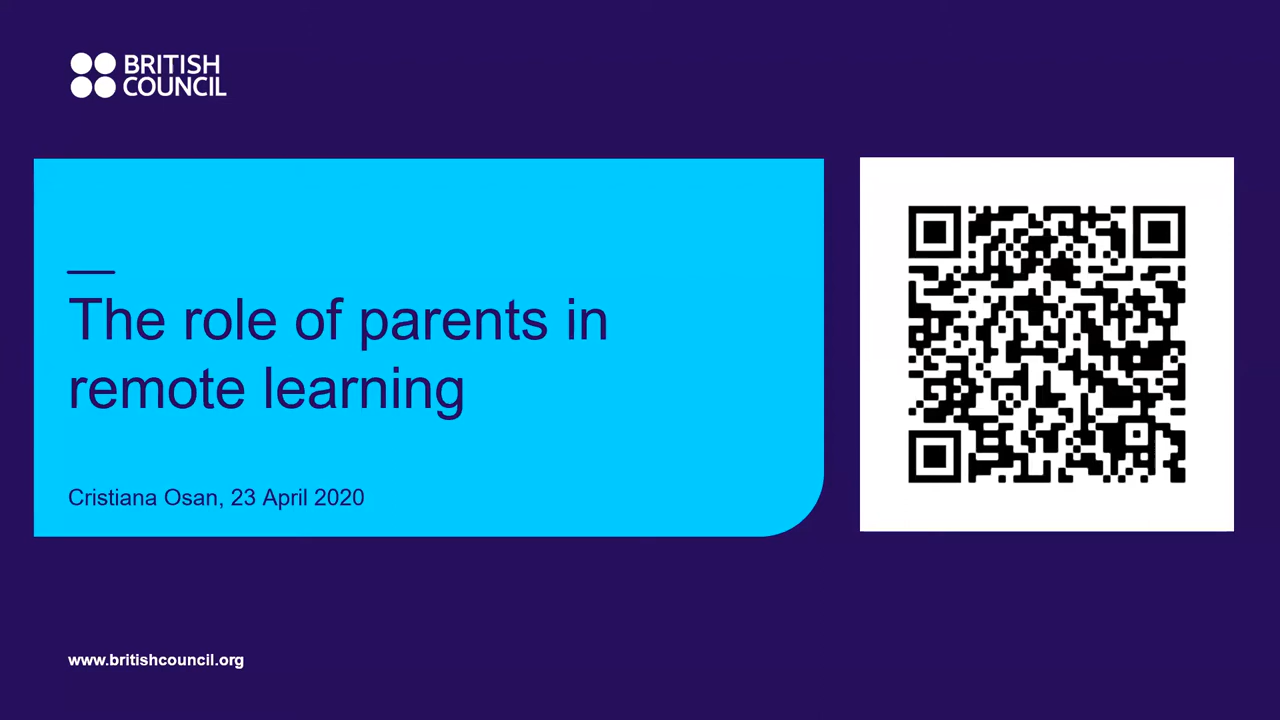 BRITISH
COUNCIL
The role of parents in
remote learning
Cristiana Osan, 23 April 2020
www.britishcouncil.org